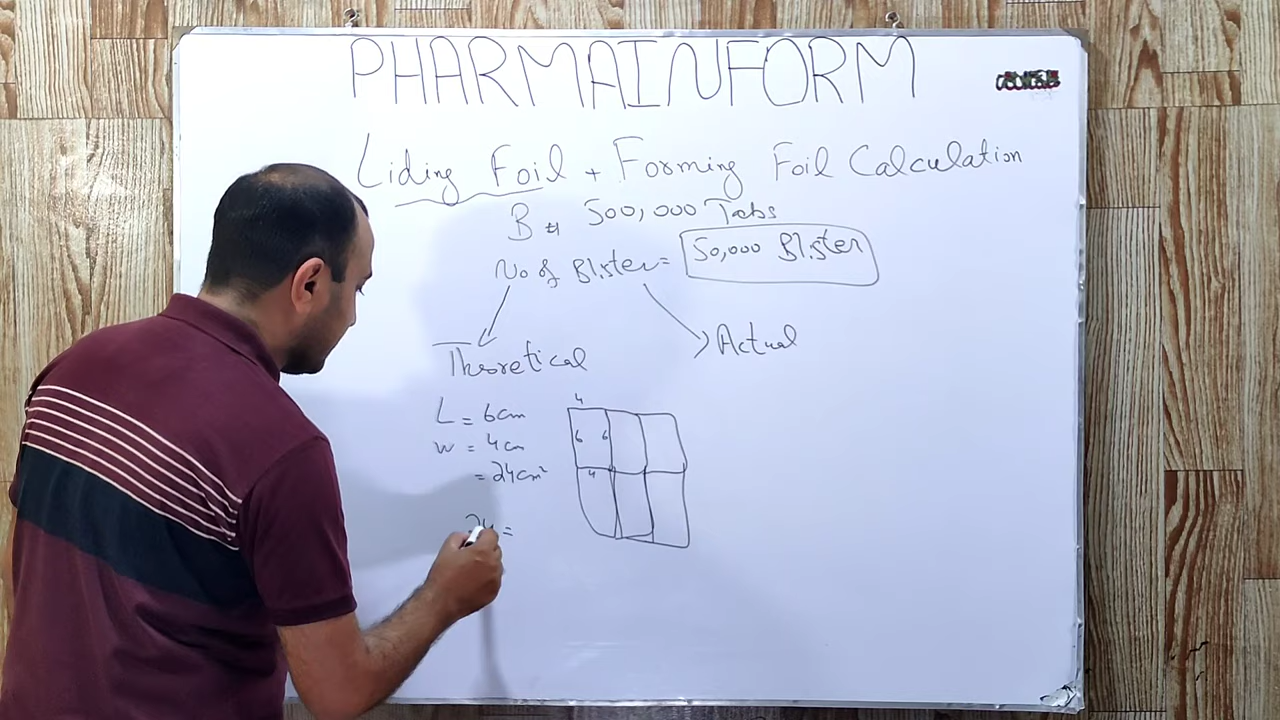 PHARMAINFORM
Liding Foil + Forming Foil Calculation
B # 500,000 Tabs
No of Blister = 50,000 Blister
Theoretical
Actual
L = 6cm
W = 4cm
= 24cm²
4
6 6
4
24 =